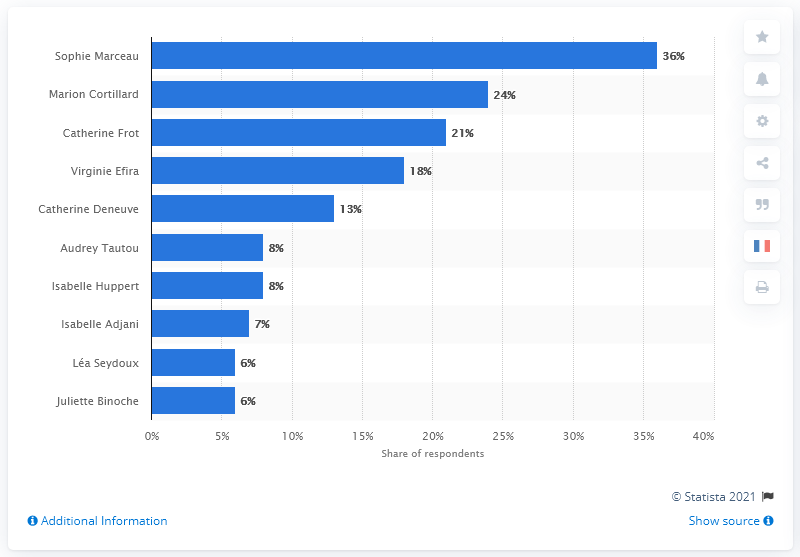 Sophie Marceau 36%
Marion Cortillard 24%
Catherine Frot 21%
Virginie Efira 18%
Catherine Deneuve 13%
Audrey Tautou 8%
Isabelle Huppert 8%
Isabelle Adjani 7%
Léa Seydoux 6%
Juliette Binoche 6%
0% 5% 10% 15% 20% 25% 30% 35% 40%
Share of respondents
© Statista 2021
Additional Information Show source